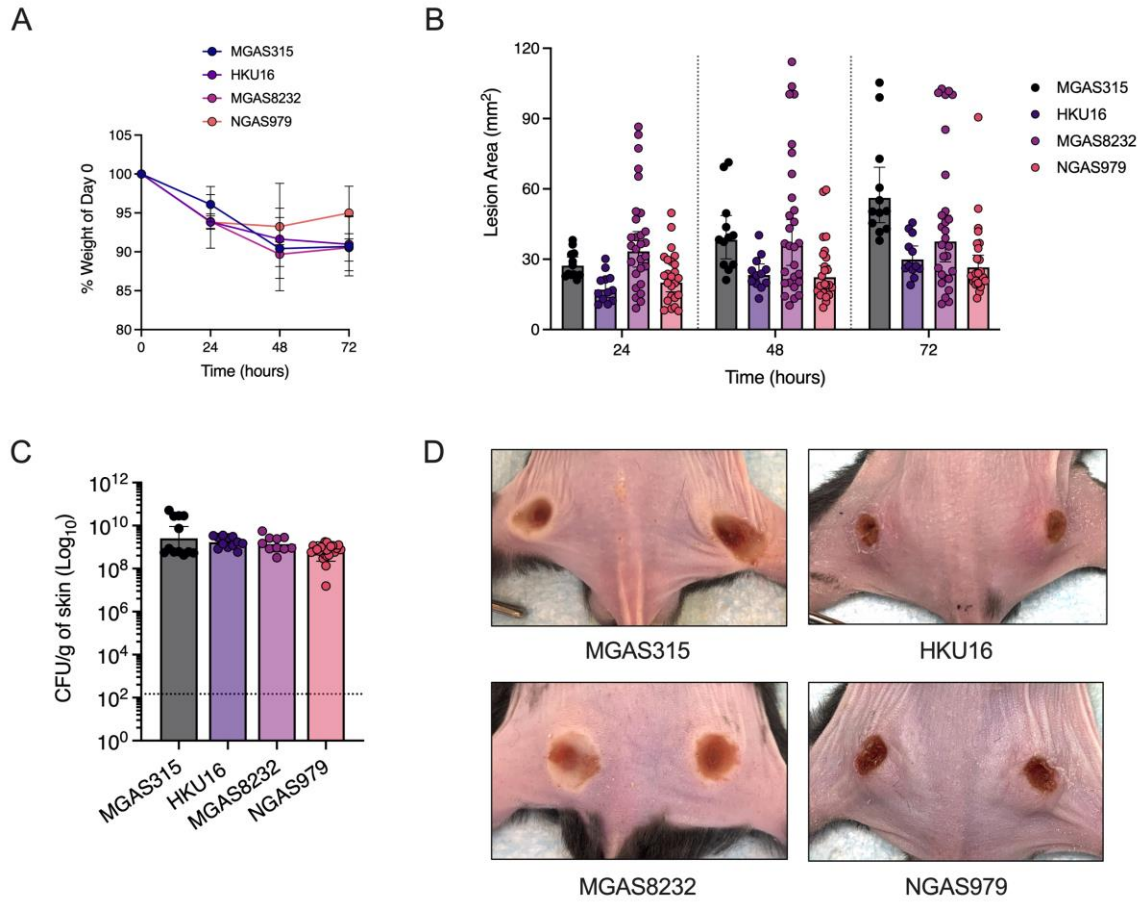 A
MGAS315
HKU16
MGAS8232
NGAS979
% Weight of Day 0
105
100
95
90
85
80
0 24 48 72
Time (hours)
B
Lesion Area (mm²)
120
90
60
30
0
24 48 72
Time (hours)
MGAS315
HKU16
MGAS8232
NGAS979
C
CFU/g of skin (Log₁₀)
10¹²
10¹⁰
10⁸
10⁶
10⁴
10²
10⁰
MGAS315
HKU16
MGAS8232
NGAS979
D
MGAS315
HKU16
MGAS8232
NGAS979